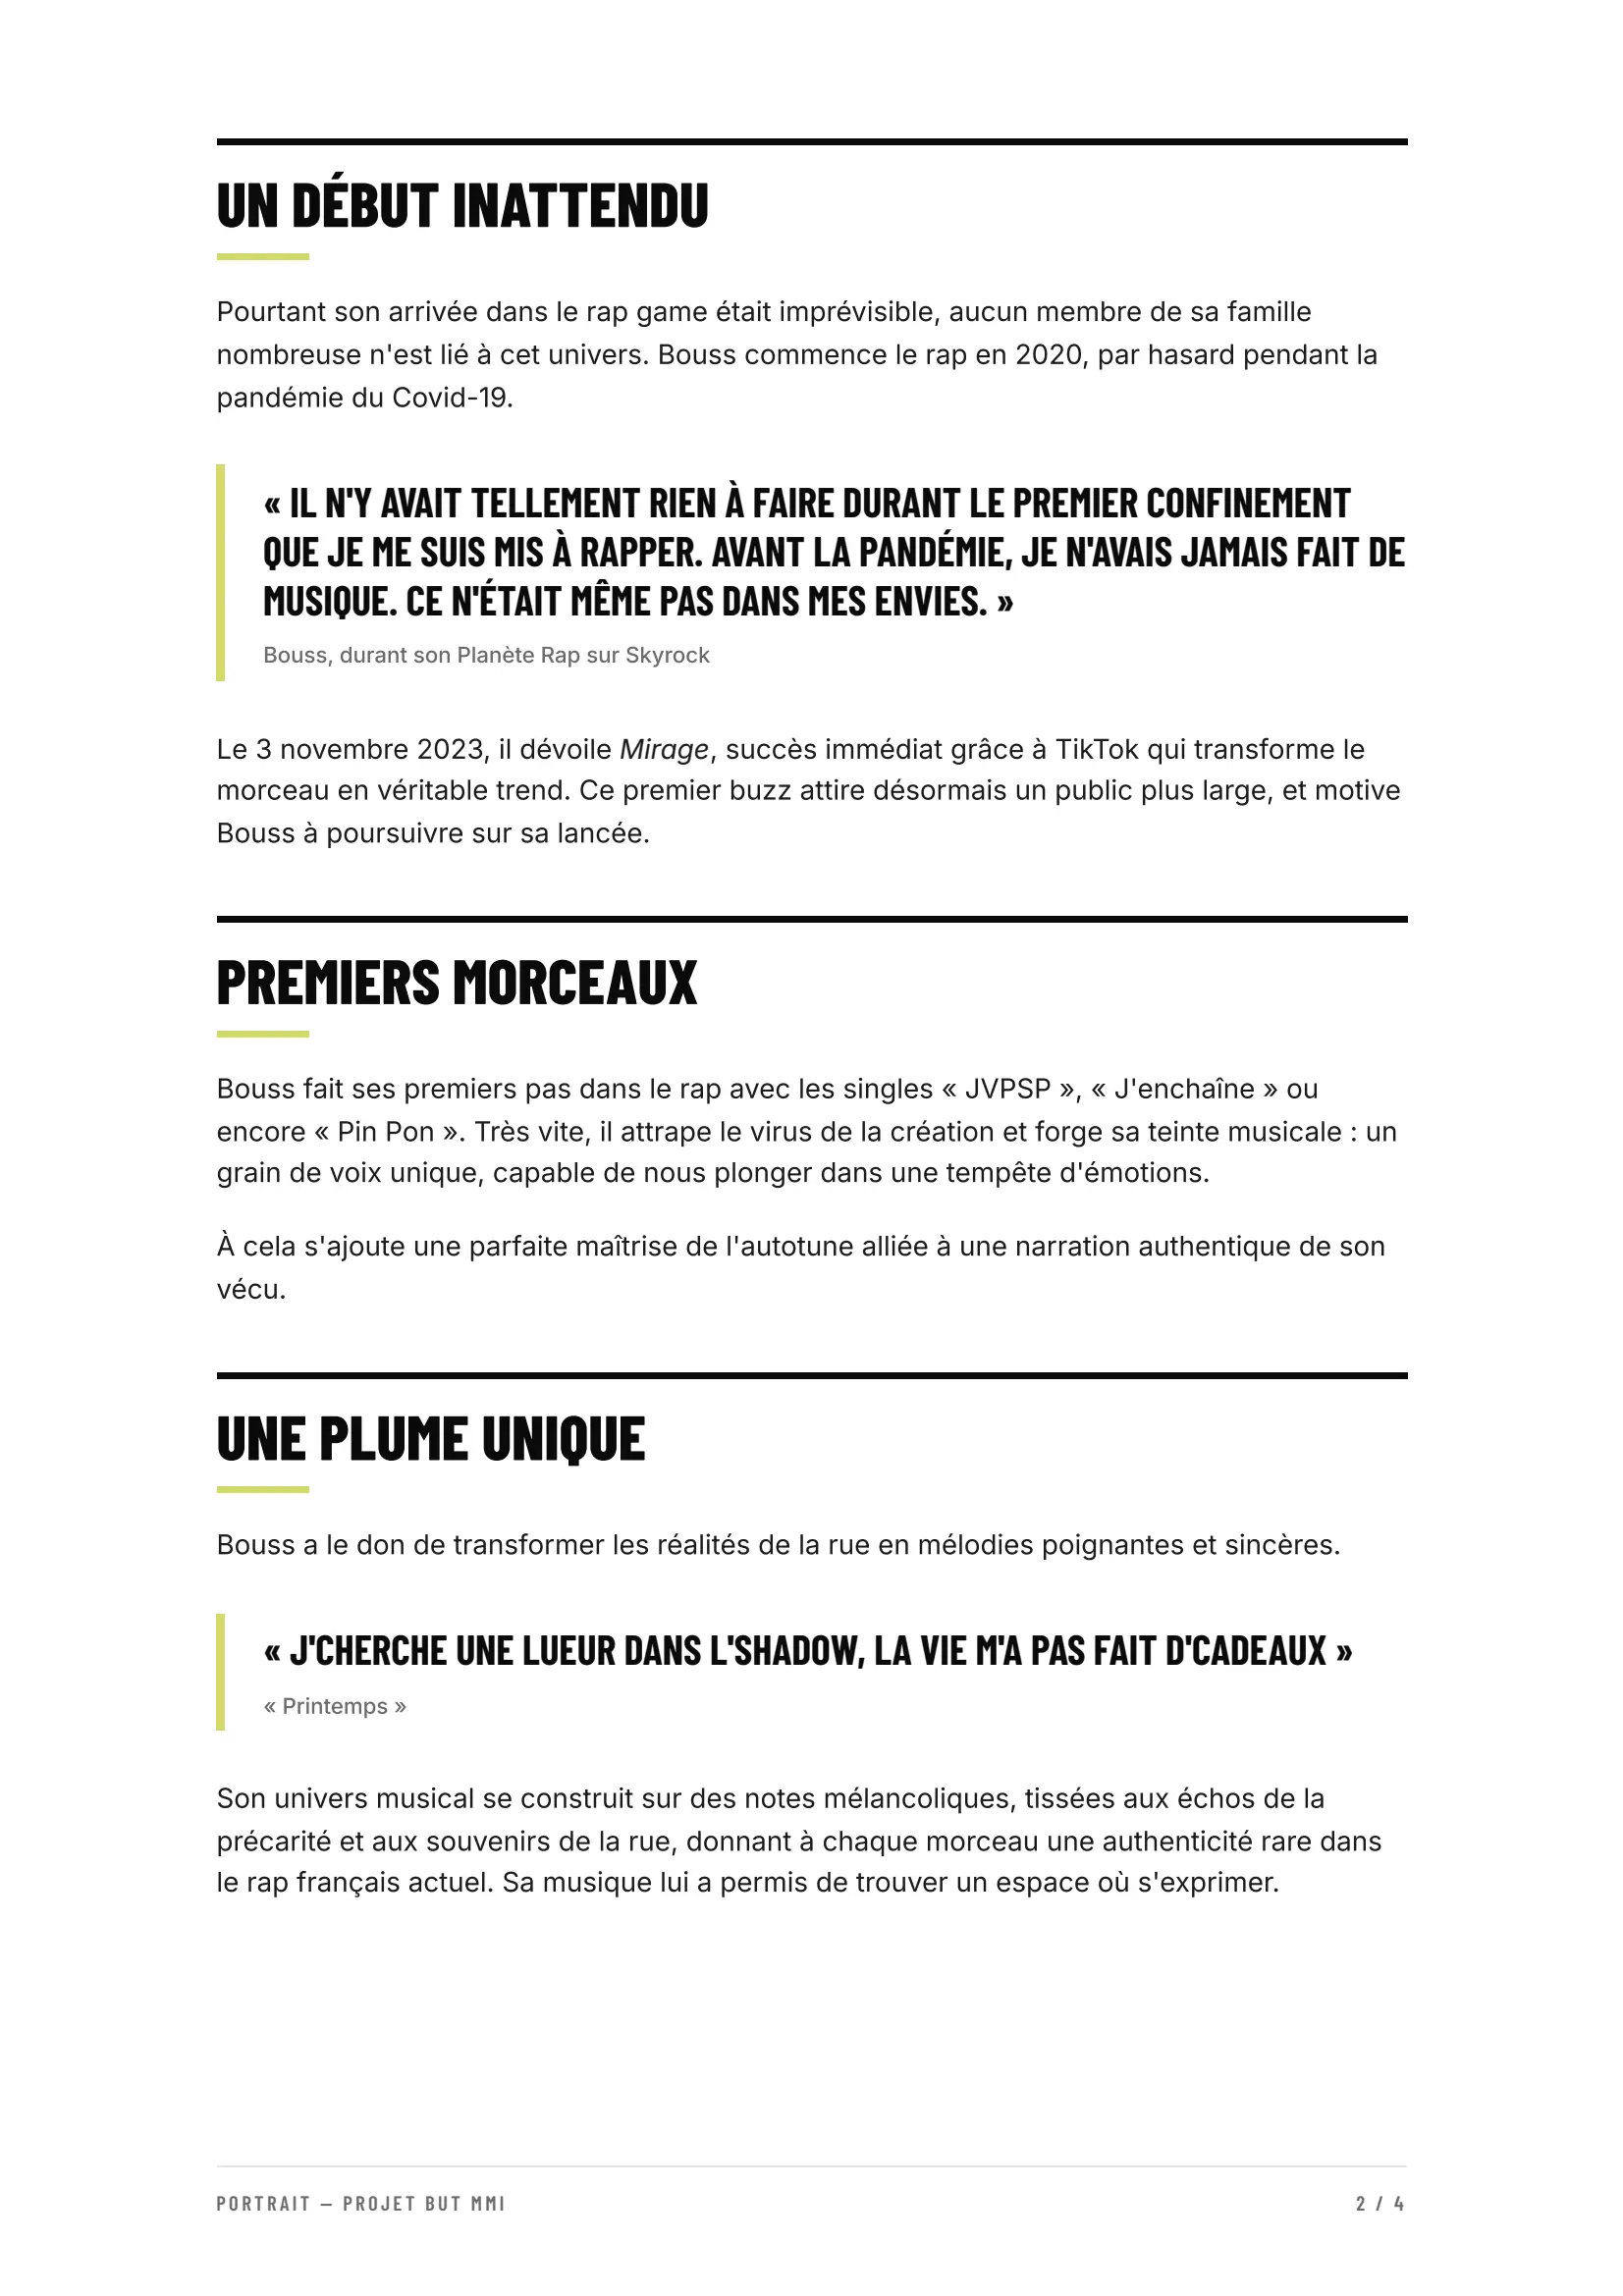 UN DÉBUT INATTENDU
Pourtant son arrivée dans le rap game était imprévisible, aucun membre de sa famille
nombreuse n'est lié à cet univers. Bouss commence le rap en 2020, par hasard pendant la
pandémie du Covid-19.
« IL N'Y AVAIT TELLEMENT RIEN À FAIRE DURANT LE PREMIER CONFINEMENT
QUE JE ME SUIS MIS À RAPPER. AVANT LA PANDÉMIE, JE N'AVAIS JAMAIS FAIT DE
MUSIQUE. CE N'ÉTAIT MÊME PAS DANS MES ENVIES. »
Bouss, durant son Planète Rap sur Skyrock
Le 3 novembre 2023, il dévoile Mirage, succès immédiat grâce à TikTok qui transforme le
morceau en véritable trend. Ce premier buzz attire désormais un public plus large, et motive
Bouss à poursuivre sur sa lancée.
PREMIERS MORCEAUX
Bouss fait ses premiers pas dans le rap avec les singles « JVPSP », « J'enchaîne » ou
encore « Pin Pon ». Très vite, il attrape le virus de la création et forge sa teinte musicale : un
grain de voix unique, capable de nous plonger dans une tempête d'émotions.
À cela s'ajoute une parfaite maîtrise de l'autotune alliée à une narration authentique de son
vécu.
UNE PLUME UNIQUE
Bouss a le don de transformer les réalités de la rue en mélodies poignantes et sincères.
« J'CHERCHE UNE LUEUR DANS L'SHADOW, LA VIE M'A PAS FAIT D'CADEAUX »
« Printemps »
Son univers musical se construit sur des notes mélancoliques, tissées aux échos de la
précarité et aux souvenirs de la rue, donnant à chaque morceau une authenticité rare dans
le rap français actuel. Sa musique lui a permis de trouver un espace où s'exprimer.
PORTRAIT — PROJET BUT MMI
2 / 4